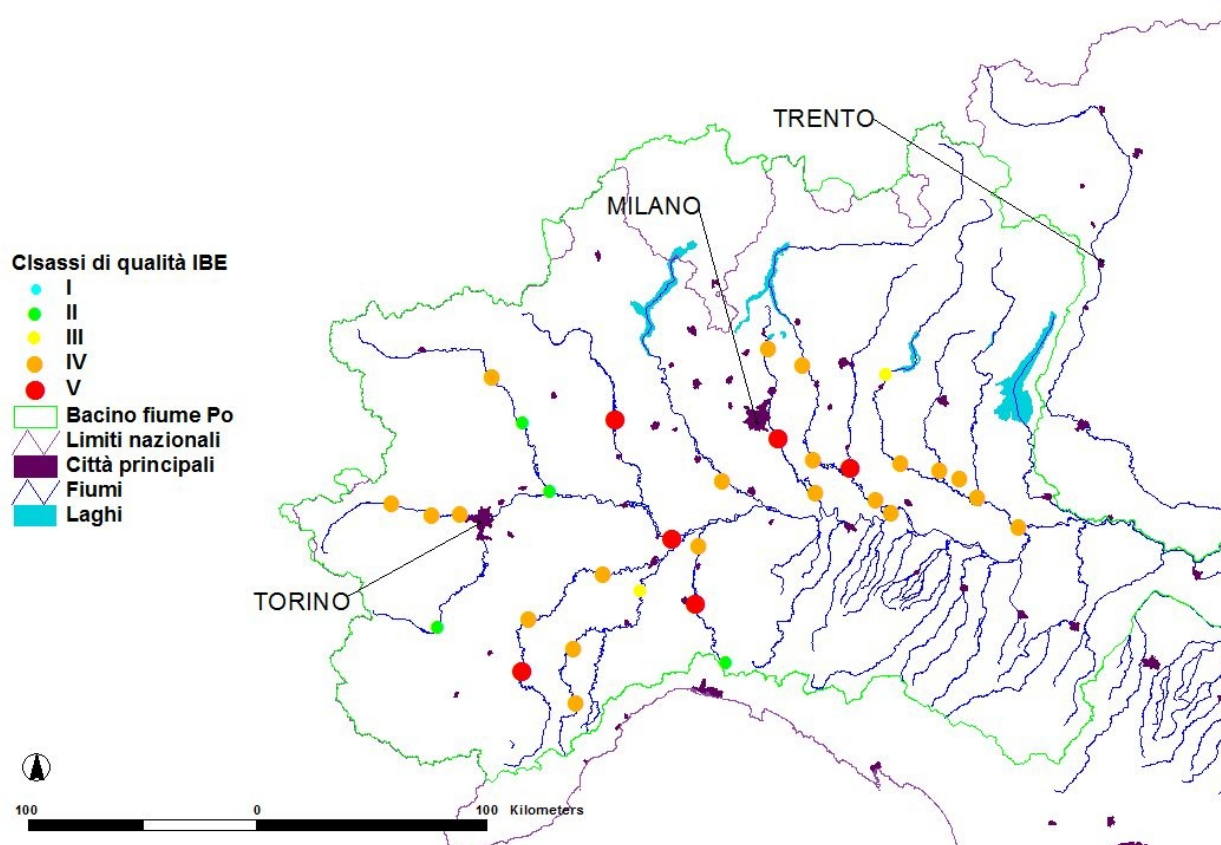 TRENTO
MILANO
Clsassi di qualità IBE
I
II
III
IV
V
Bacino fiume Po
Limiti nazionali
Città principali
Fiumi
Laghi
TORINO
100 0 100 Kilometers